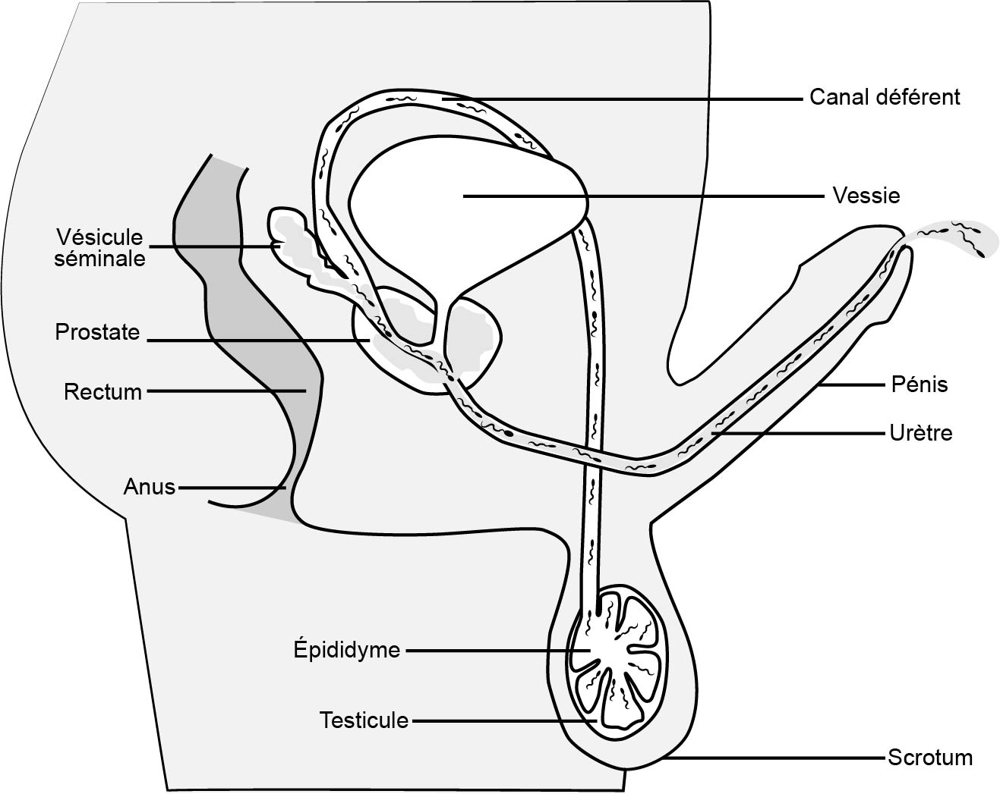 Canal déférent
Vessie
Vésicule
séminale
Prostate
Rectum
Pénis
Urètre
Anus
Épididyme
Testicule
Scrotum